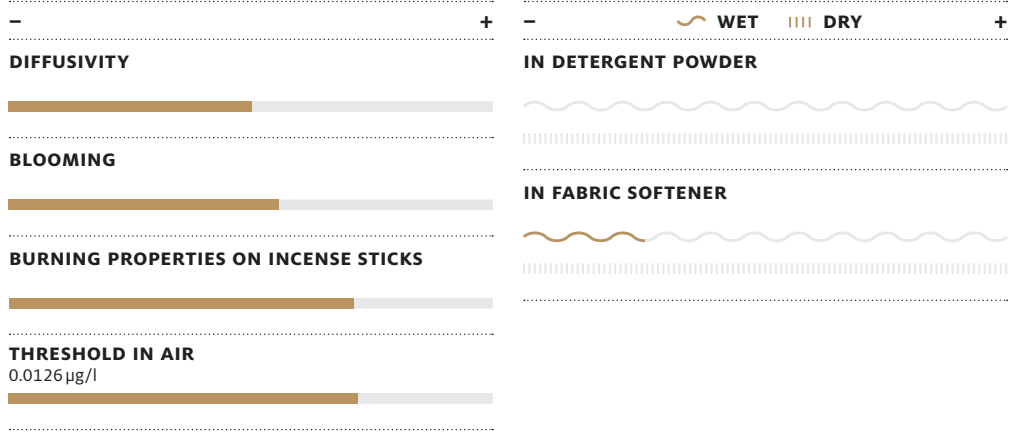 − +
DIFFUSIVITY
BLOOMING
BURNING PROPERTIES ON INCENSE STICKS
THRESHOLD IN AIR
0.0126 µg/l
− WET DRY +
IN DETERGENT POWDER
IN FABRIC SOFTENER